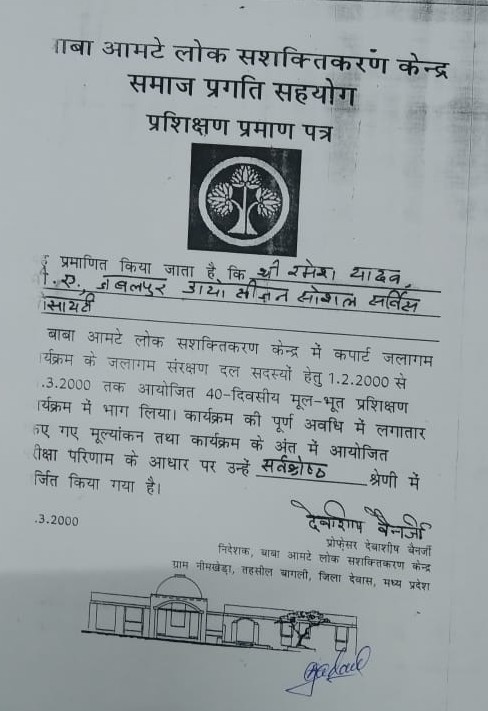 बाबा आमटे लोक सशक्तिकरण केन्द्र
समाज प्रगति सहयोग
प्रशिक्षण प्रमाण पत्र
प्रमाणित किया जाता है कि श्री रमेश यादव
ए., जबलपुर डायोसीजन सोशल सर्विस
सोसायटी
बाबा आमटे लोक सशक्तिकरण केन्द्र में कपार्ट जलागम
र्यक्रम के जलागम संरक्षण दल सदस्यों हेतु 1.2.2000 से
.3.2000 तक आयोजित 40-दिवसीय मूल-भूत प्रशिक्षण
र्यक्रम में भाग लिया। कार्यक्रम की पूर्ण अवधि में लगातार
गए मूल्यांकन तथा कार्यक्रम के अंत में आयोजित
रीक्षा परिणाम के आधार पर उन्हें सर्वश्रेष्ठ श्रेणी में
र्जित किया गया है।
.3.2000
देबाशिष बैनर्जी
प्रोफ़ेसर देबाशीष बैनर्जी
निदेशक, बाबा आमटे लोक सशक्तिकरण केन्द्र
ग्राम नीमखेड़ा, तहसील बागली, जिला देवास, मध्य प्रदेश